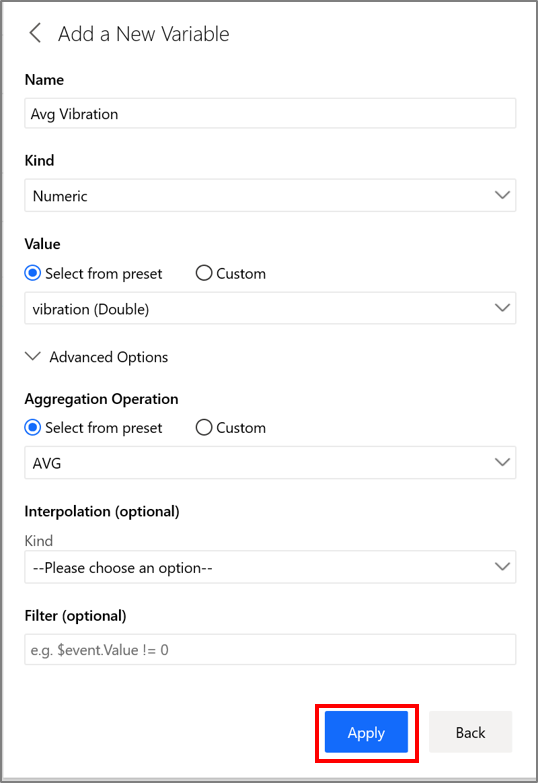 Add a New Variable
Name
Avg Vibration
Kind
Numeric
Value
Select from preset Custom
vibration (Double)
Advanced Options
Aggregation Operation
Select from preset Custom
AVG
Interpolation (optional)
Kind
--Please choose an option--
Filter (optional)
e.g. $event.Value != 0
Apply Back